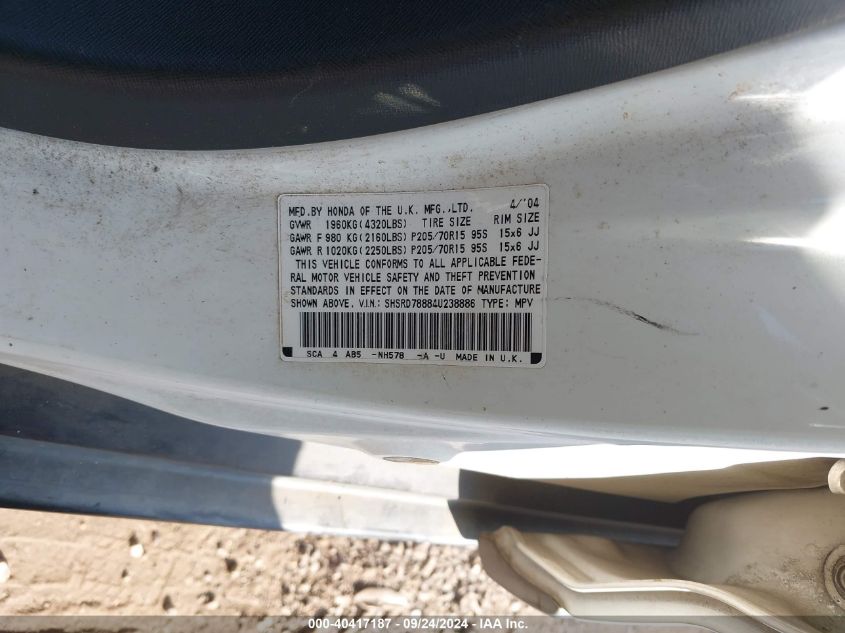 MFD.BY HONDA OF THE U.K. MFG.,LTD. 4/'04
GVWR 1960KG(4320LBS) TIRE SIZE RIM SIZE
GAWR F 980 KG(2160LBS) P205/70R15 95S 15x6 JJ
GAWR R 1020KG(2250LBS) P205/70R15 95S 15x6 JJ
THIS VEHICLE CONFORMS TO ALL APPLICABLE FEDE-
RAL MOTOR VEHICLE SAFETY AND THEFT PREVENTION
STANDARDS IN EFFECT ON THE DATE OF MANUFACTURE
SHOWN ABOVE. V.I.N.: SHSRD78884U238886 TYPE: MPV
SCA 4 AB5 -NH578 -A -U MADE IN U.K.
000-40417187 - 09/24/2024 - IAA Inc.